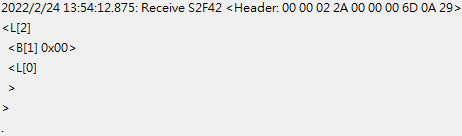 2022/2/24 13:54:12.875: Receive S2F42 <Header: 00 00 02 2A 00 00 00 6D 0A 29>
<L[2]
<B[1] 0x00>
<L[0]
>
>
.